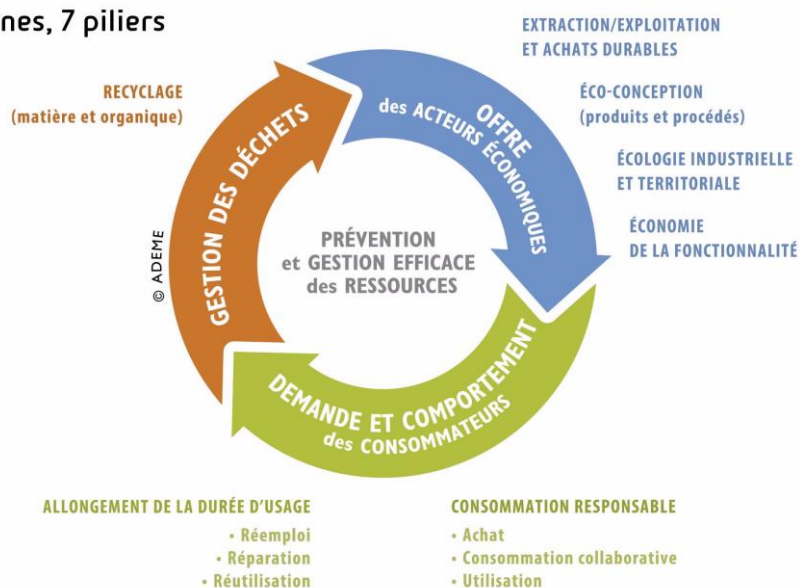 nes, 7 piliers
EXTRACTION/EXPLOITATION
ET ACHATS DURABLES
RECYCLAGE
(matière et organique)
ÉCO-CONCEPTION
(produits et procédés)
ÉCOLOGIE INDUSTRIELLE
ET TERRITORIALE
ÉCONOMIE
DE LA FONCTIONNALITÉ
OFFRE
des ACTEURS ÉCONOMIQUES
GESTION DES DÉCHETS
PRÉVENTION
et GESTION EFFICACE
des RESSOURCES
© ADEME
DEMANDE ET COMPORTEMENT
des CONSOMMATEURS
ALLONGEMENT DE LA DURÉE D'USAGE
• Réemploi
• Réparation
• Réutilisation
CONSOMMATION RESPONSABLE
• Achat
• Consommation collaborative
• Utilisation